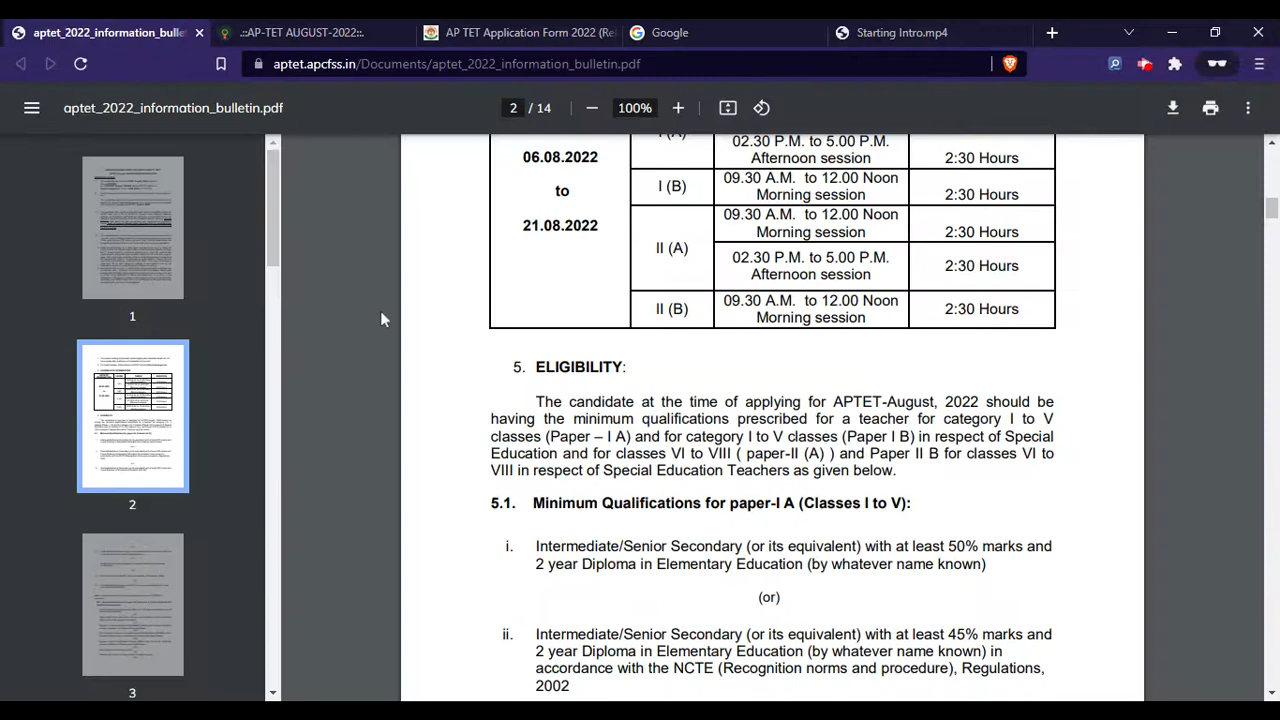 aptet_2022_information_bulle
.::AP-TET AUGUST-2022::.
AP TET Application Form 2022 (Re
Google
Starting Intro.mp4
aptet.apcfss.in/Documents/aptet_2022_information_bulletin.pdf
aptet_2022_information_bulletin.pdf
2 / 14
100%
1
2
3
02.30 P.M. to 5.00 P.M.
Afternoon session
2:30 Hours
06.08.2022
to
21.08.2022
I (B)
09.30 A.M. to 12.00 Noon
Morning session
2:30 Hours
II (A)
09.30 A.M. to 12.00 Noon
Morning session
2:30 Hours
02.30 P.M. to 5.00 P.M.
Afternoon session
2:30 Hours
II (B)
09.30 A.M. to 12.00 Noon
Morning session
2:30 Hours
5. ELIGIBILITY:
The candidate at the time of applying for APTET-August, 2022 should be
having the minimum qualifications prescribed for a teacher for category I to V
classes (Paper – I A) and for category I to V classes (Paper I B) in respect of Special
Education and for classes VI to VIII ( paper-II (A) ) and Paper II B for classes VI to
VIII in respect of Special Education Teachers as given below.
5.1. Minimum Qualifications for paper-I A (Classes I to V):
i. Intermediate/Senior Secondary (or its equivalent) with at least 50% marks and
2 year Diploma in Elementary Education (by whatever name known)
(or)
ii. Intermediate/Senior Secondary (or its equivalent) with at least 45% marks and
2 year Diploma in Elementary Education (by whatever name known) in
accordance with the NCTE (Recognition norms and procedure), Regulations,
2002